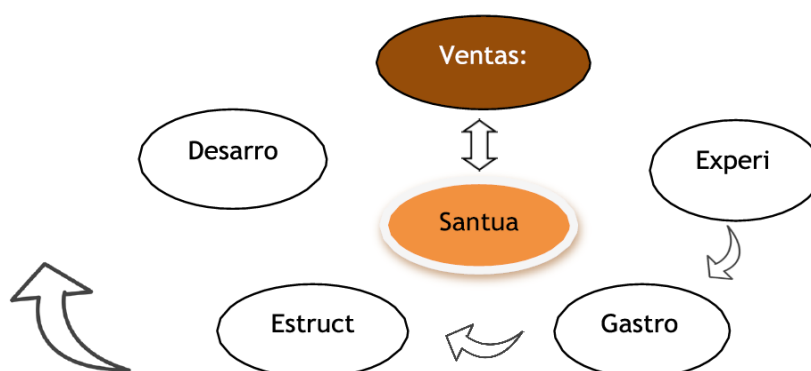 Ventas:
Desarro
Experi
Santua
Estruct
Gastro